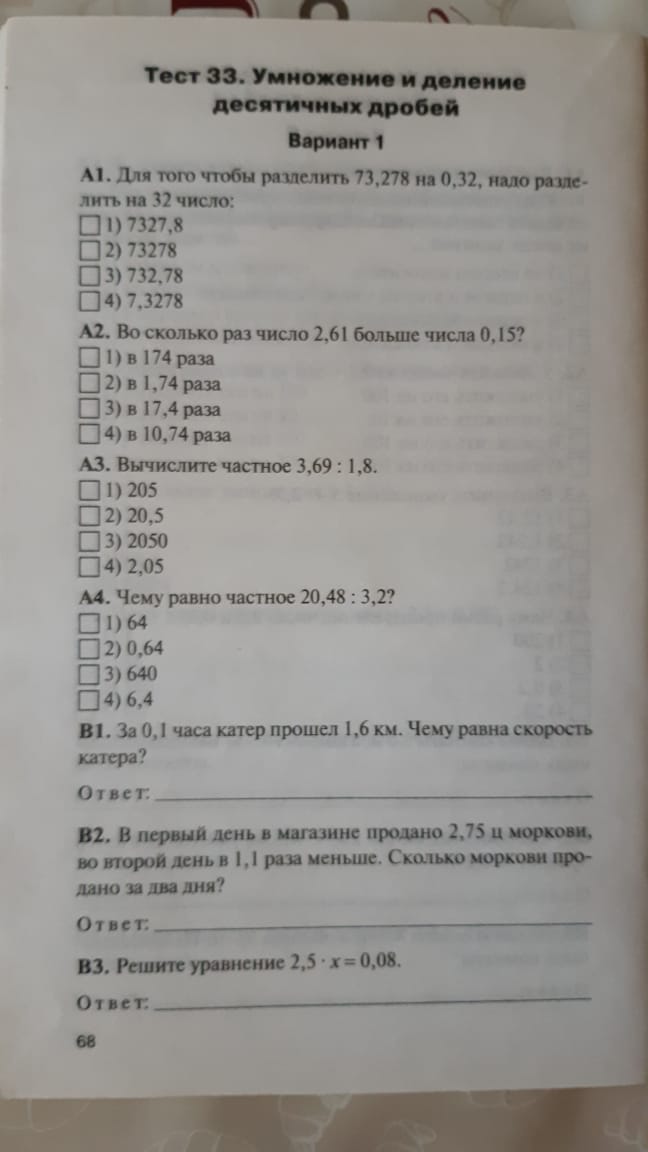 Тест 33. Умножение и деление
десятичных дробей
Вариант 1
А1. Для того чтобы разделить 73,278 на 0,32, надо разде-
лить на 32 число:
1) 7327,8
2) 73278
3) 732,78
4) 7,3278
А2. Во сколько раз число 2,61 больше числа 0,15?
1) в 174 раза
2) в 1,74 раза
3) в 17,4 раза
4) в 10,74 раза
А3. Вычислите частное 3,69 : 1,8.
1) 205
2) 20,5
3) 2050
4) 2,05
А4. Чему равно частное 20,48 : 3,2?
1) 64
2) 0,64
3) 640
4) 6,4
В1. За 0,1 часа катер прошел 1,6 км. Чему равна скорость
катера?
Ответ:
В2. В первый день в магазине продано 2,75 ц моркови,
во второй день в 1,1 раза меньше. Сколько моркови про-
дано за два дня?
Ответ:
В3. Решите уравнение 2,5 · x = 0,08.
Ответ:
68